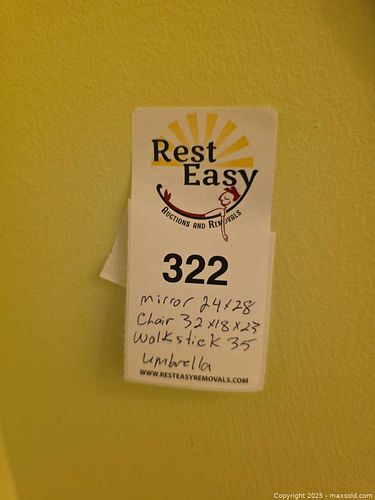 Rest
Easy
AUCTIONS AND REMOVALS
322
mirror 24x28
Chair 32x18x23
Walkstick 35
umbrella
WWW.RESTEASYREMOVALS.COM
Copyright 2025 - maxsold.com